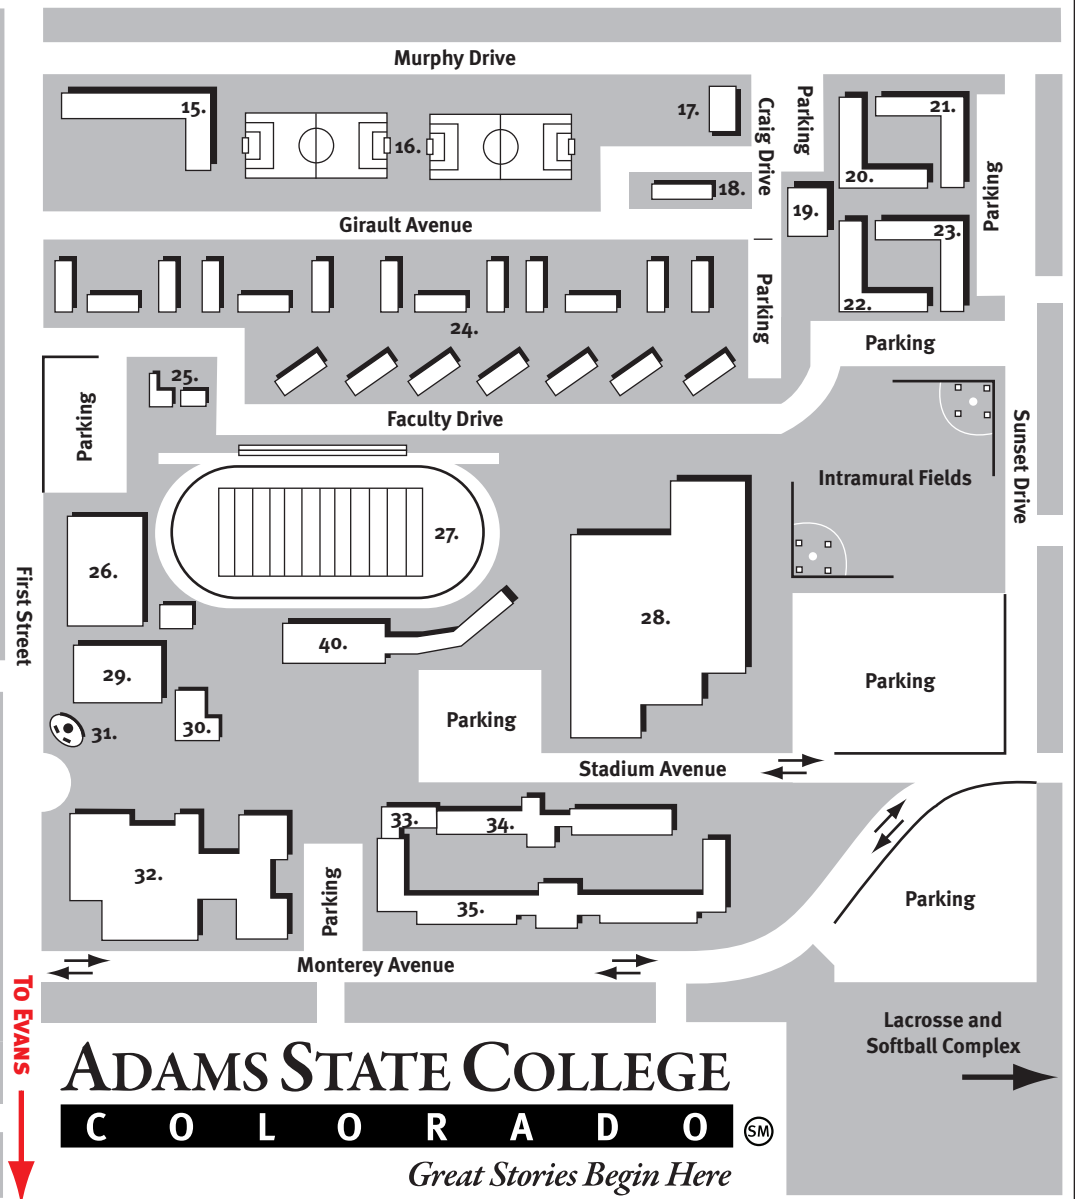 Murphy Drive
15.
16.
17.
Craig Drive
Parking
21.
20.
18.
19.
Parking
Girault Avenue
23.
22.
Parking
24.
Parking
25.
Parking
Faculty Drive
Sunset Drive
Intramural Fields
27.
26.
First Street
28.
40.
29.
Parking
30.
31.
Parking
Stadium Avenue
33.
34.
32.
Parking
35.
Parking
Monterey Avenue
To Evans
Lacrosse and
Softball Complex
ADAMS STATE COLLEGE
COLORADO
SM
Great Stories Begin Here